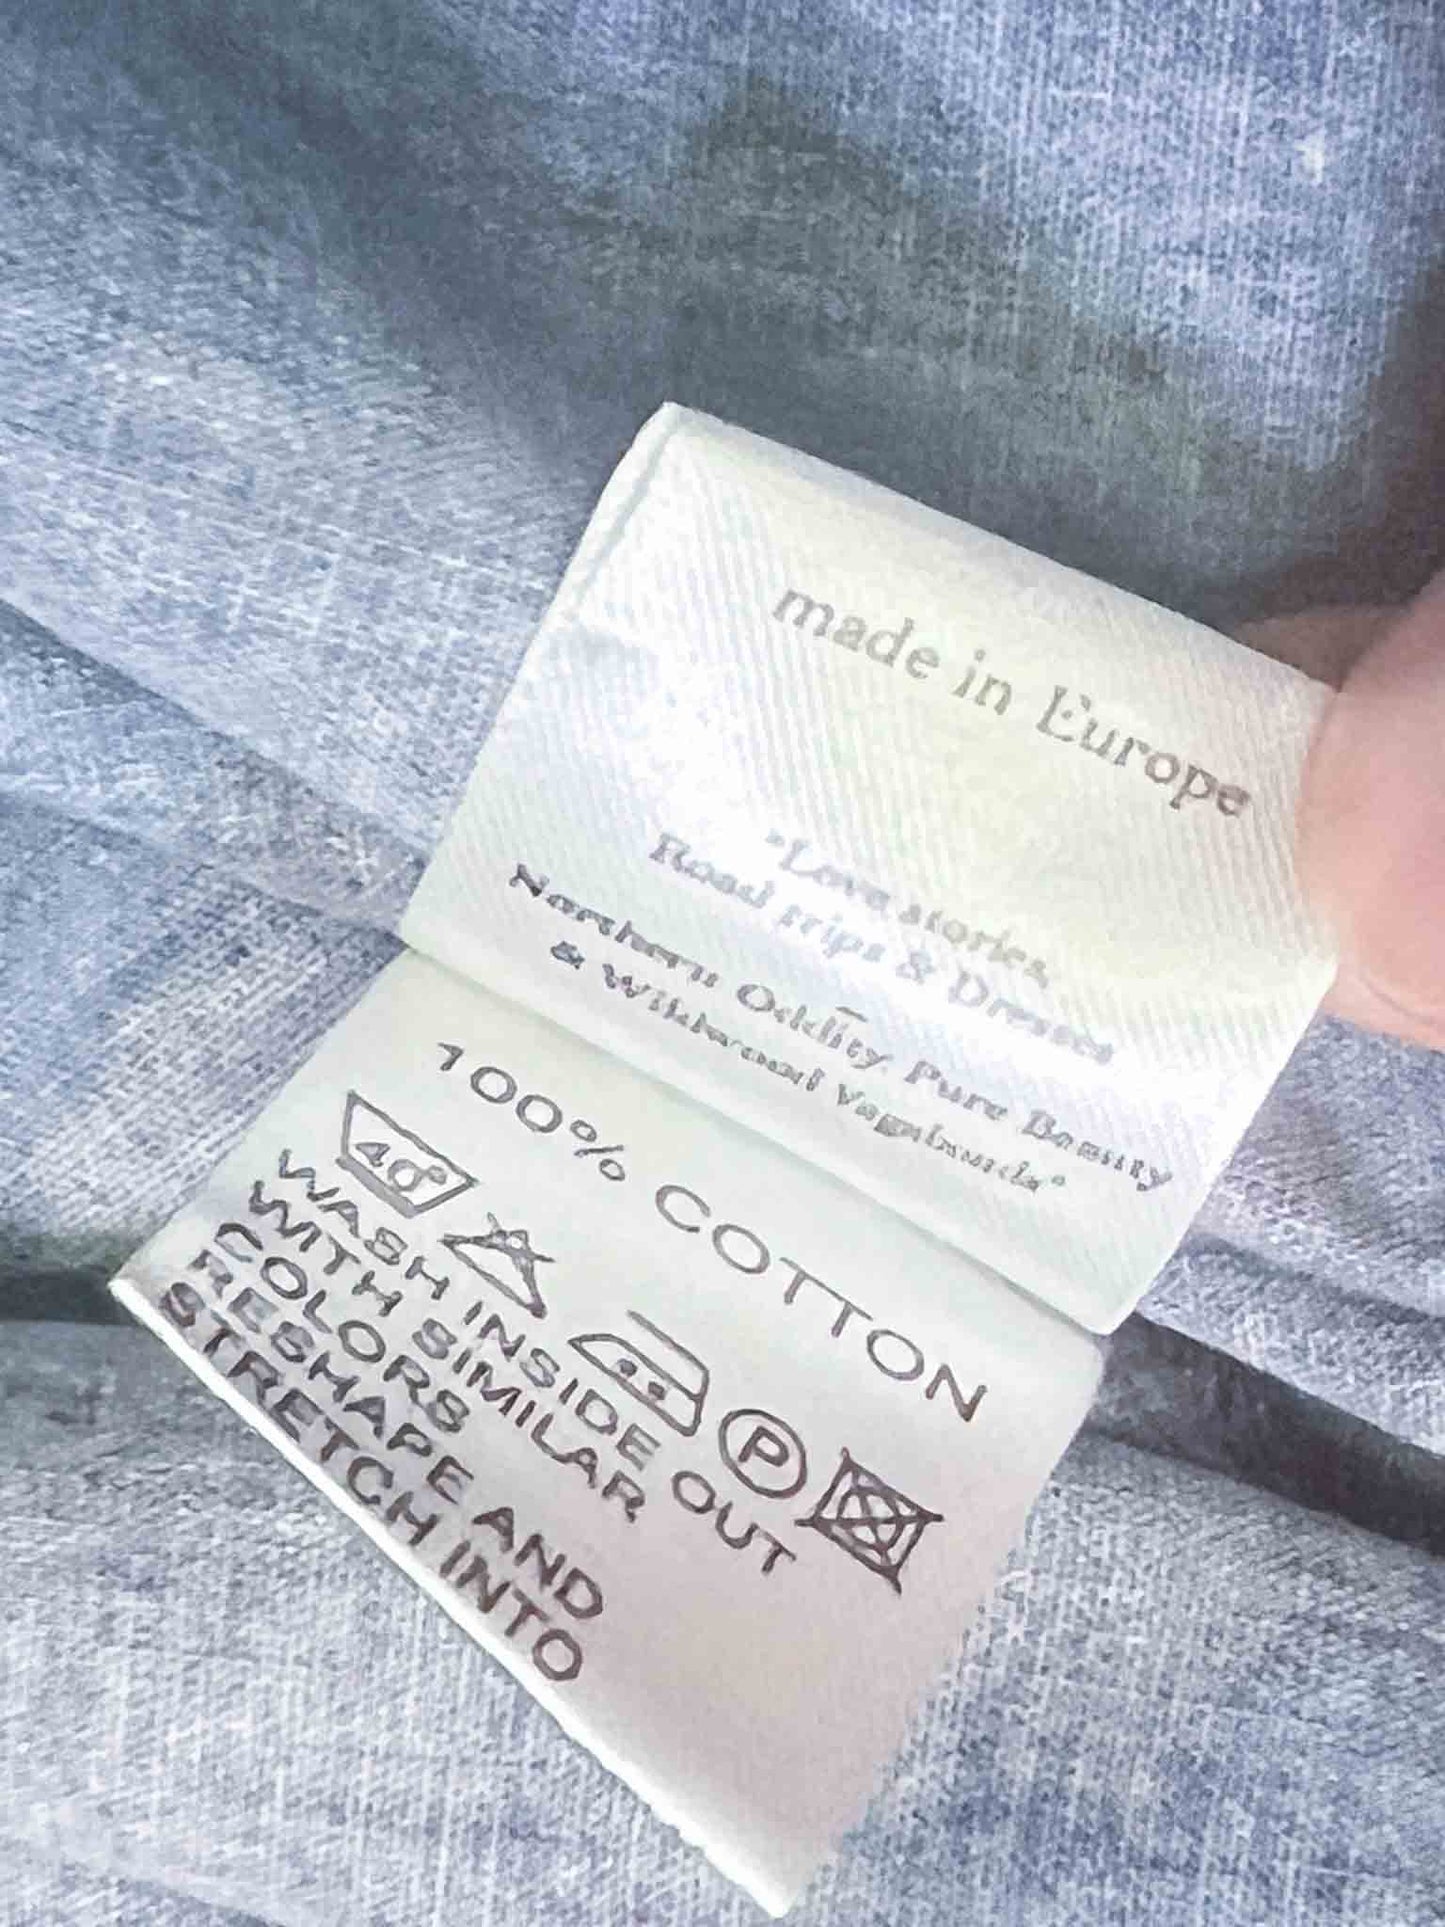 made in Europe
"Love stories,
Road trips & Dresses
Northern Oddity, Pure Beauty
& Wildwood Vagabonds"
100% COTTON
40°
P
WASH INSIDE OUT
WITH SIMILAR
COLORS
RESHAPE AND
STRETCH INTO